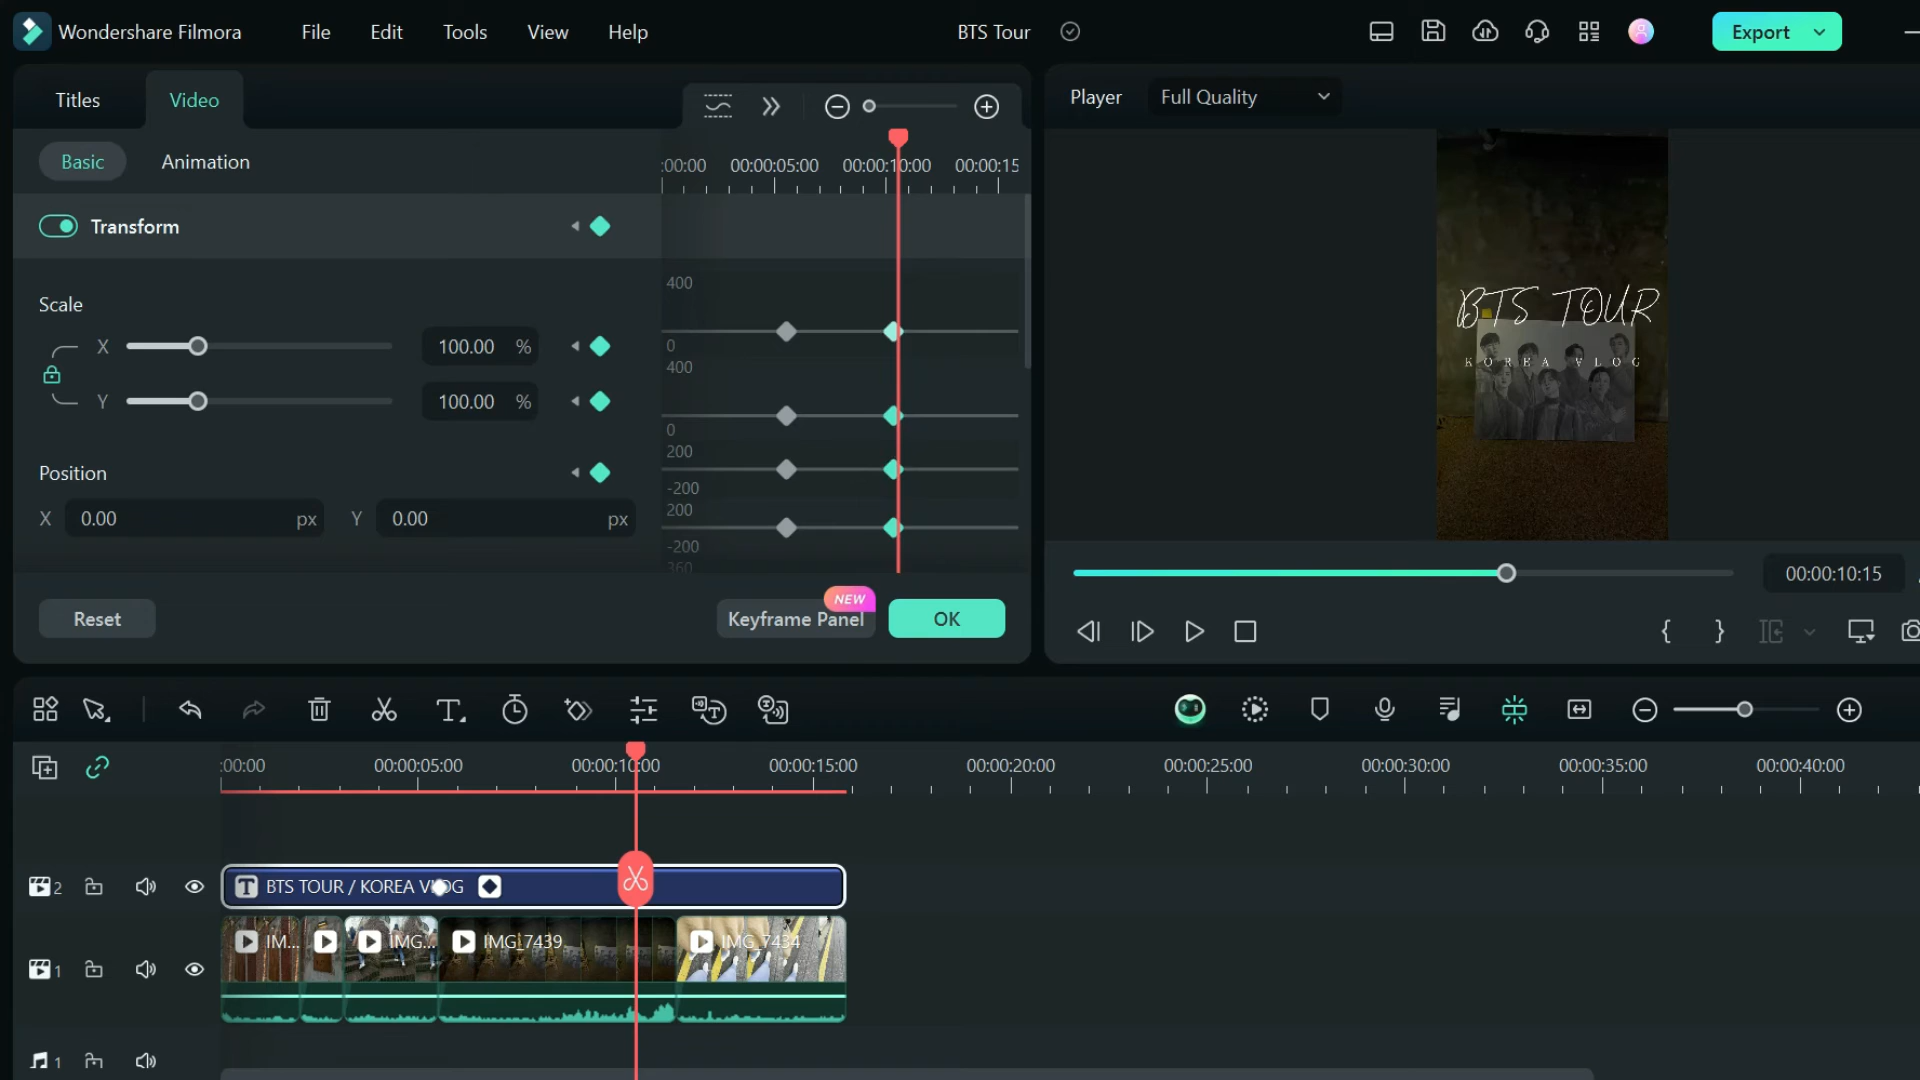 Wondershare Filmora File Edit Tools View Help BTS Tour Export
Titles Video
Player Full Quality
Basic Animation
:00:00 00:00:05:00 00:00:10:00 00:00:15
Transform
400
Scale
X 100.00 %
0
400
Y 100.00 %
0
200
Position
-200
200
X 0.00 px Y 0.00 px
-200
360
BTS TOUR
KOREA VLOG
NEW
Reset Keyframe Panel OK
00:00:10:15
:00:00 00:00:05:00 00:00:10:00 00:00:15:00 00:00:20:00 00:00:25:00 00:00:30:00 00:00:35:00 00:00:40:00
2 T BTS TOUR / KOREA VLOG
IM... IMG... IMG_7439 IMG_7434
1
1